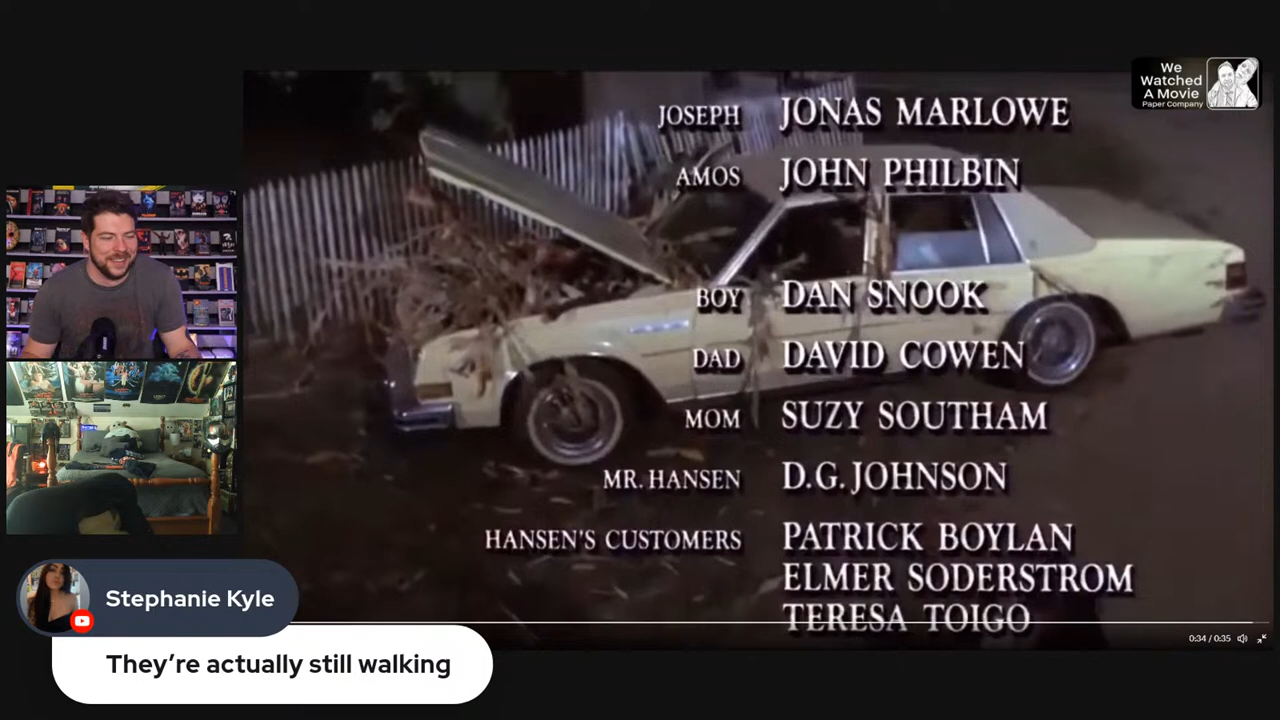 We
Watched
A Movie
Paper Company
JOSEPH JONAS MARLOWE
AMOS JOHN PHILBIN
BOY DAN SNOOK
DAD DAVID COWEN
MOM SUZY SOUTHAM
MR. HANSEN D.G. JOHNSON
HANSEN'S CUSTOMERS PATRICK BOYLAN
ELMER SODERSTROM
TERESA TOIGO
0:34 / 0:35
Stephanie Kyle
They’re actually still walking